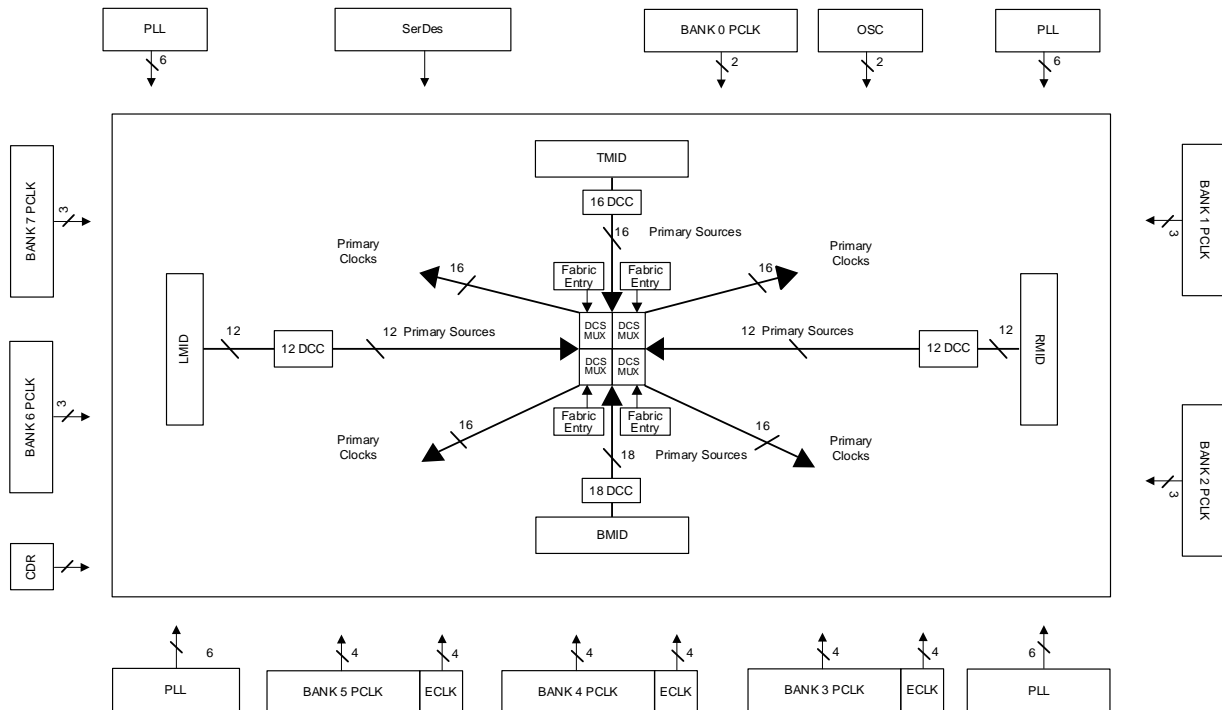 PLL
SerDes
BANK 0 PCLK
OSC
PLL
6
2
2
6
BANK 7 PCLK
3
BANK 6 PCLK
3
CDR
BANK 1 PCLK
3
BANK 2 PCLK
3
TMID
16 DCC
16
Primary Sources
Primary
Clocks
16
Fabric
Entry
Fabric
Entry
16
Primary
Clocks
LMID
12
12 DCC
12
Primary Sources
DCS
MUX
DCS
MUX
DCS
MUX
DCS
MUX
12
Primary Sources
12 DCC
12
RMID
Primary
Clocks
16
Fabric
Entry
Fabric
Entry
16
Primary
Clocks
18
Primary Sources
18 DCC
BMID
6
4
4
4
4
4
4
6
PLL
BANK 5 PCLK
ECLK
BANK 4 PCLK
ECLK
BANK 3 PCLK
ECLK
PLL